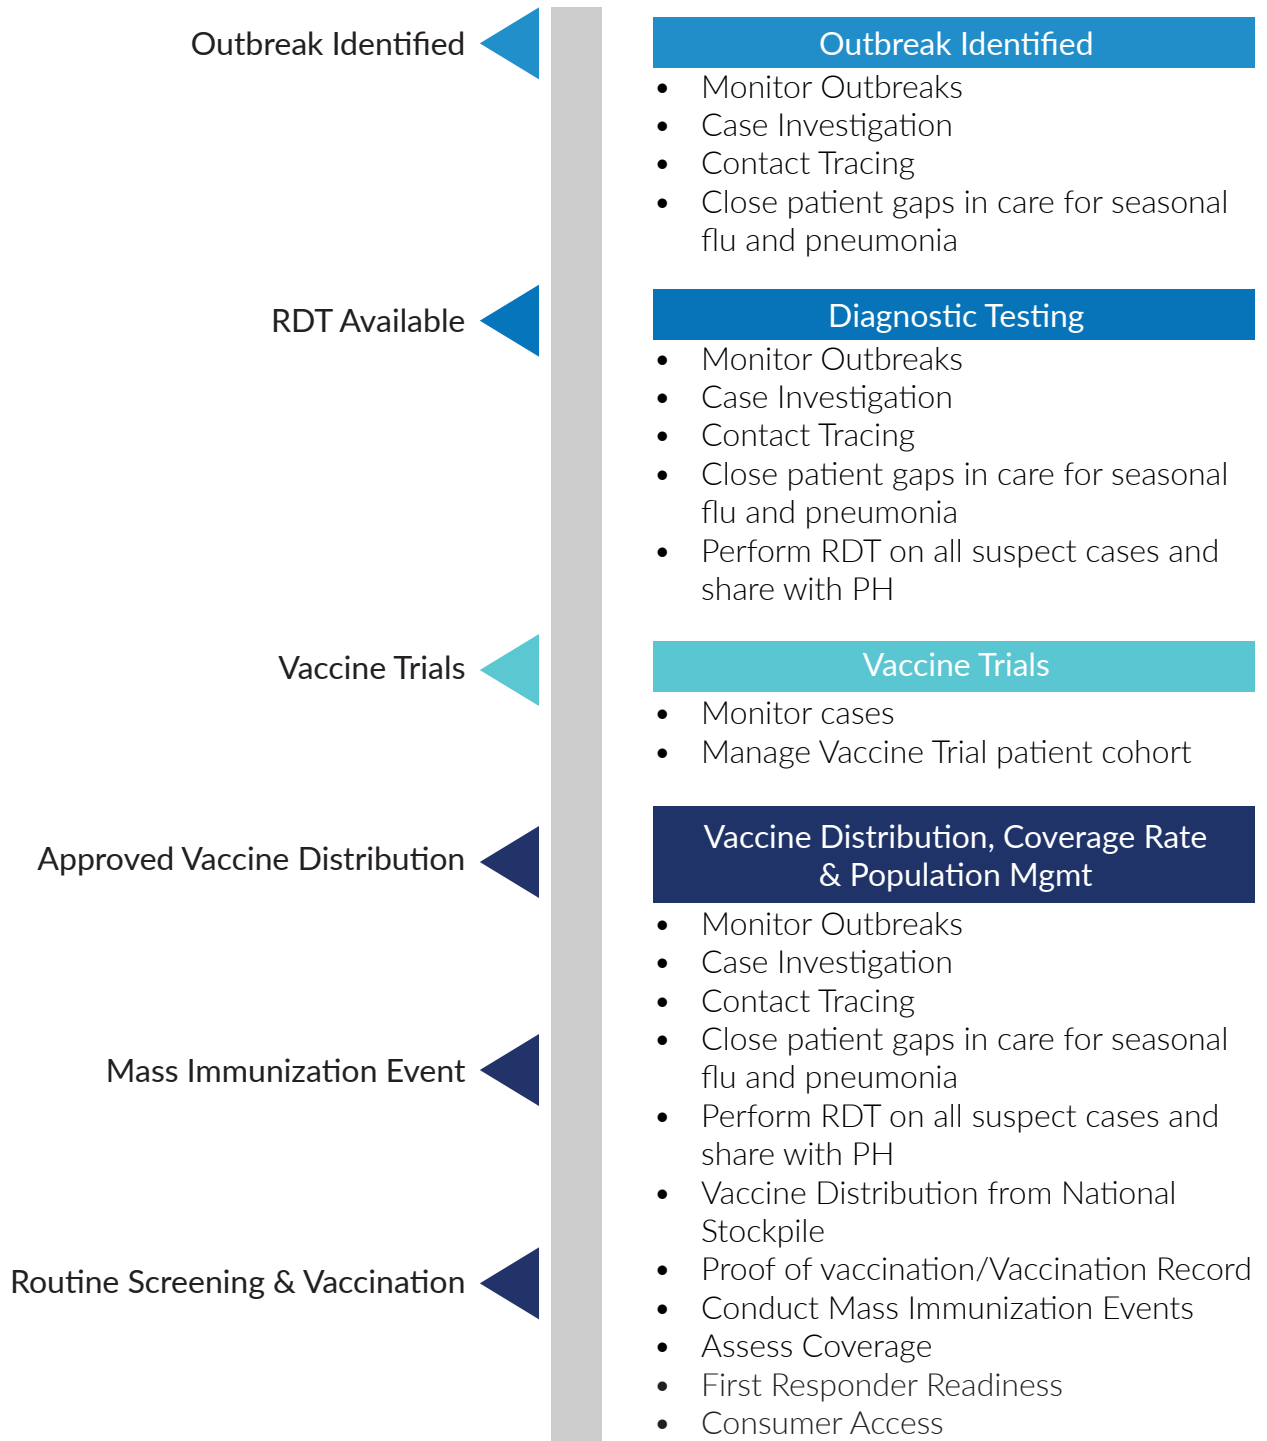 Outbreak Identified
Outbreak Identified
• Monitor Outbreaks
• Case Investigation
• Contact Tracing
• Close patient gaps in care for seasonal
flu and pneumonia
RDT Available
Diagnostic Testing
• Monitor Outbreaks
• Case Investigation
• Contact Tracing
• Close patient gaps in care for seasonal
flu and pneumonia
• Perform RDT on all suspect cases and
share with PH
Vaccine Trials
Vaccine Trials
• Monitor cases
• Manage Vaccine Trial patient cohort
Approved Vaccine Distribution
Vaccine Distribution, Coverage Rate
& Population Mgmt
• Monitor Outbreaks
• Case Investigation
• Contact Tracing
• Close patient gaps in care for seasonal
flu and pneumonia
Mass Immunization Event
• Perform RDT on all suspect cases and
share with PH
• Vaccine Distribution from National
Stockpile
• Proof of vaccination/Vaccination Record
Routine Screening & Vaccination
• Conduct Mass Immunization Events
• Assess Coverage
• First Responder Readiness
• Consumer Access